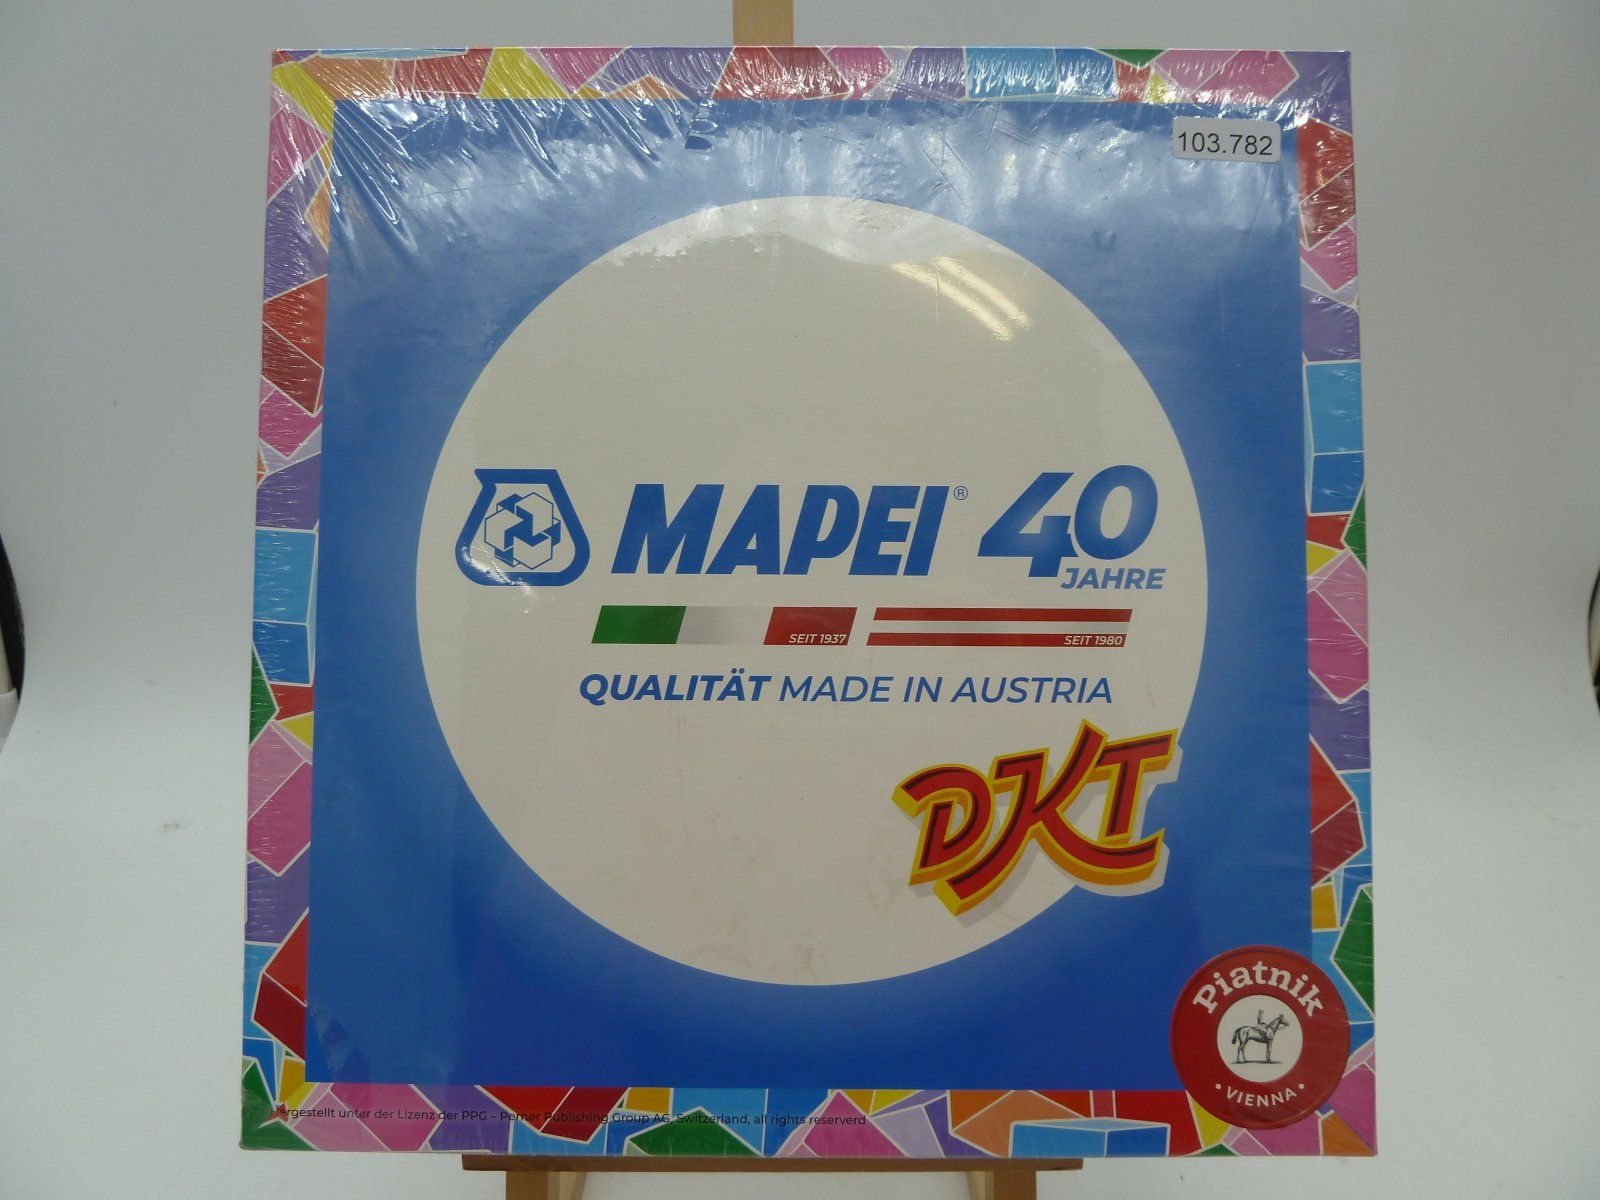 103.782
MAPEI® 40
JAHRE
SEIT 1937 SEIT 1980
QUALITÄT MADE IN AUSTRIA
DKT
Piatnik
• VIENNA •
Hergestellt unter der Lizenz der PPG – Perner Publishing Group AG, Switzerland, all rights reserverd